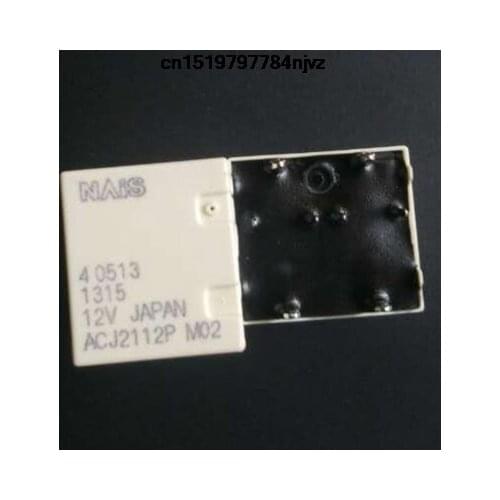 cn1519797784njvz
NAiS
4 0513
1315
12V JAPAN
ACJ2112P M02